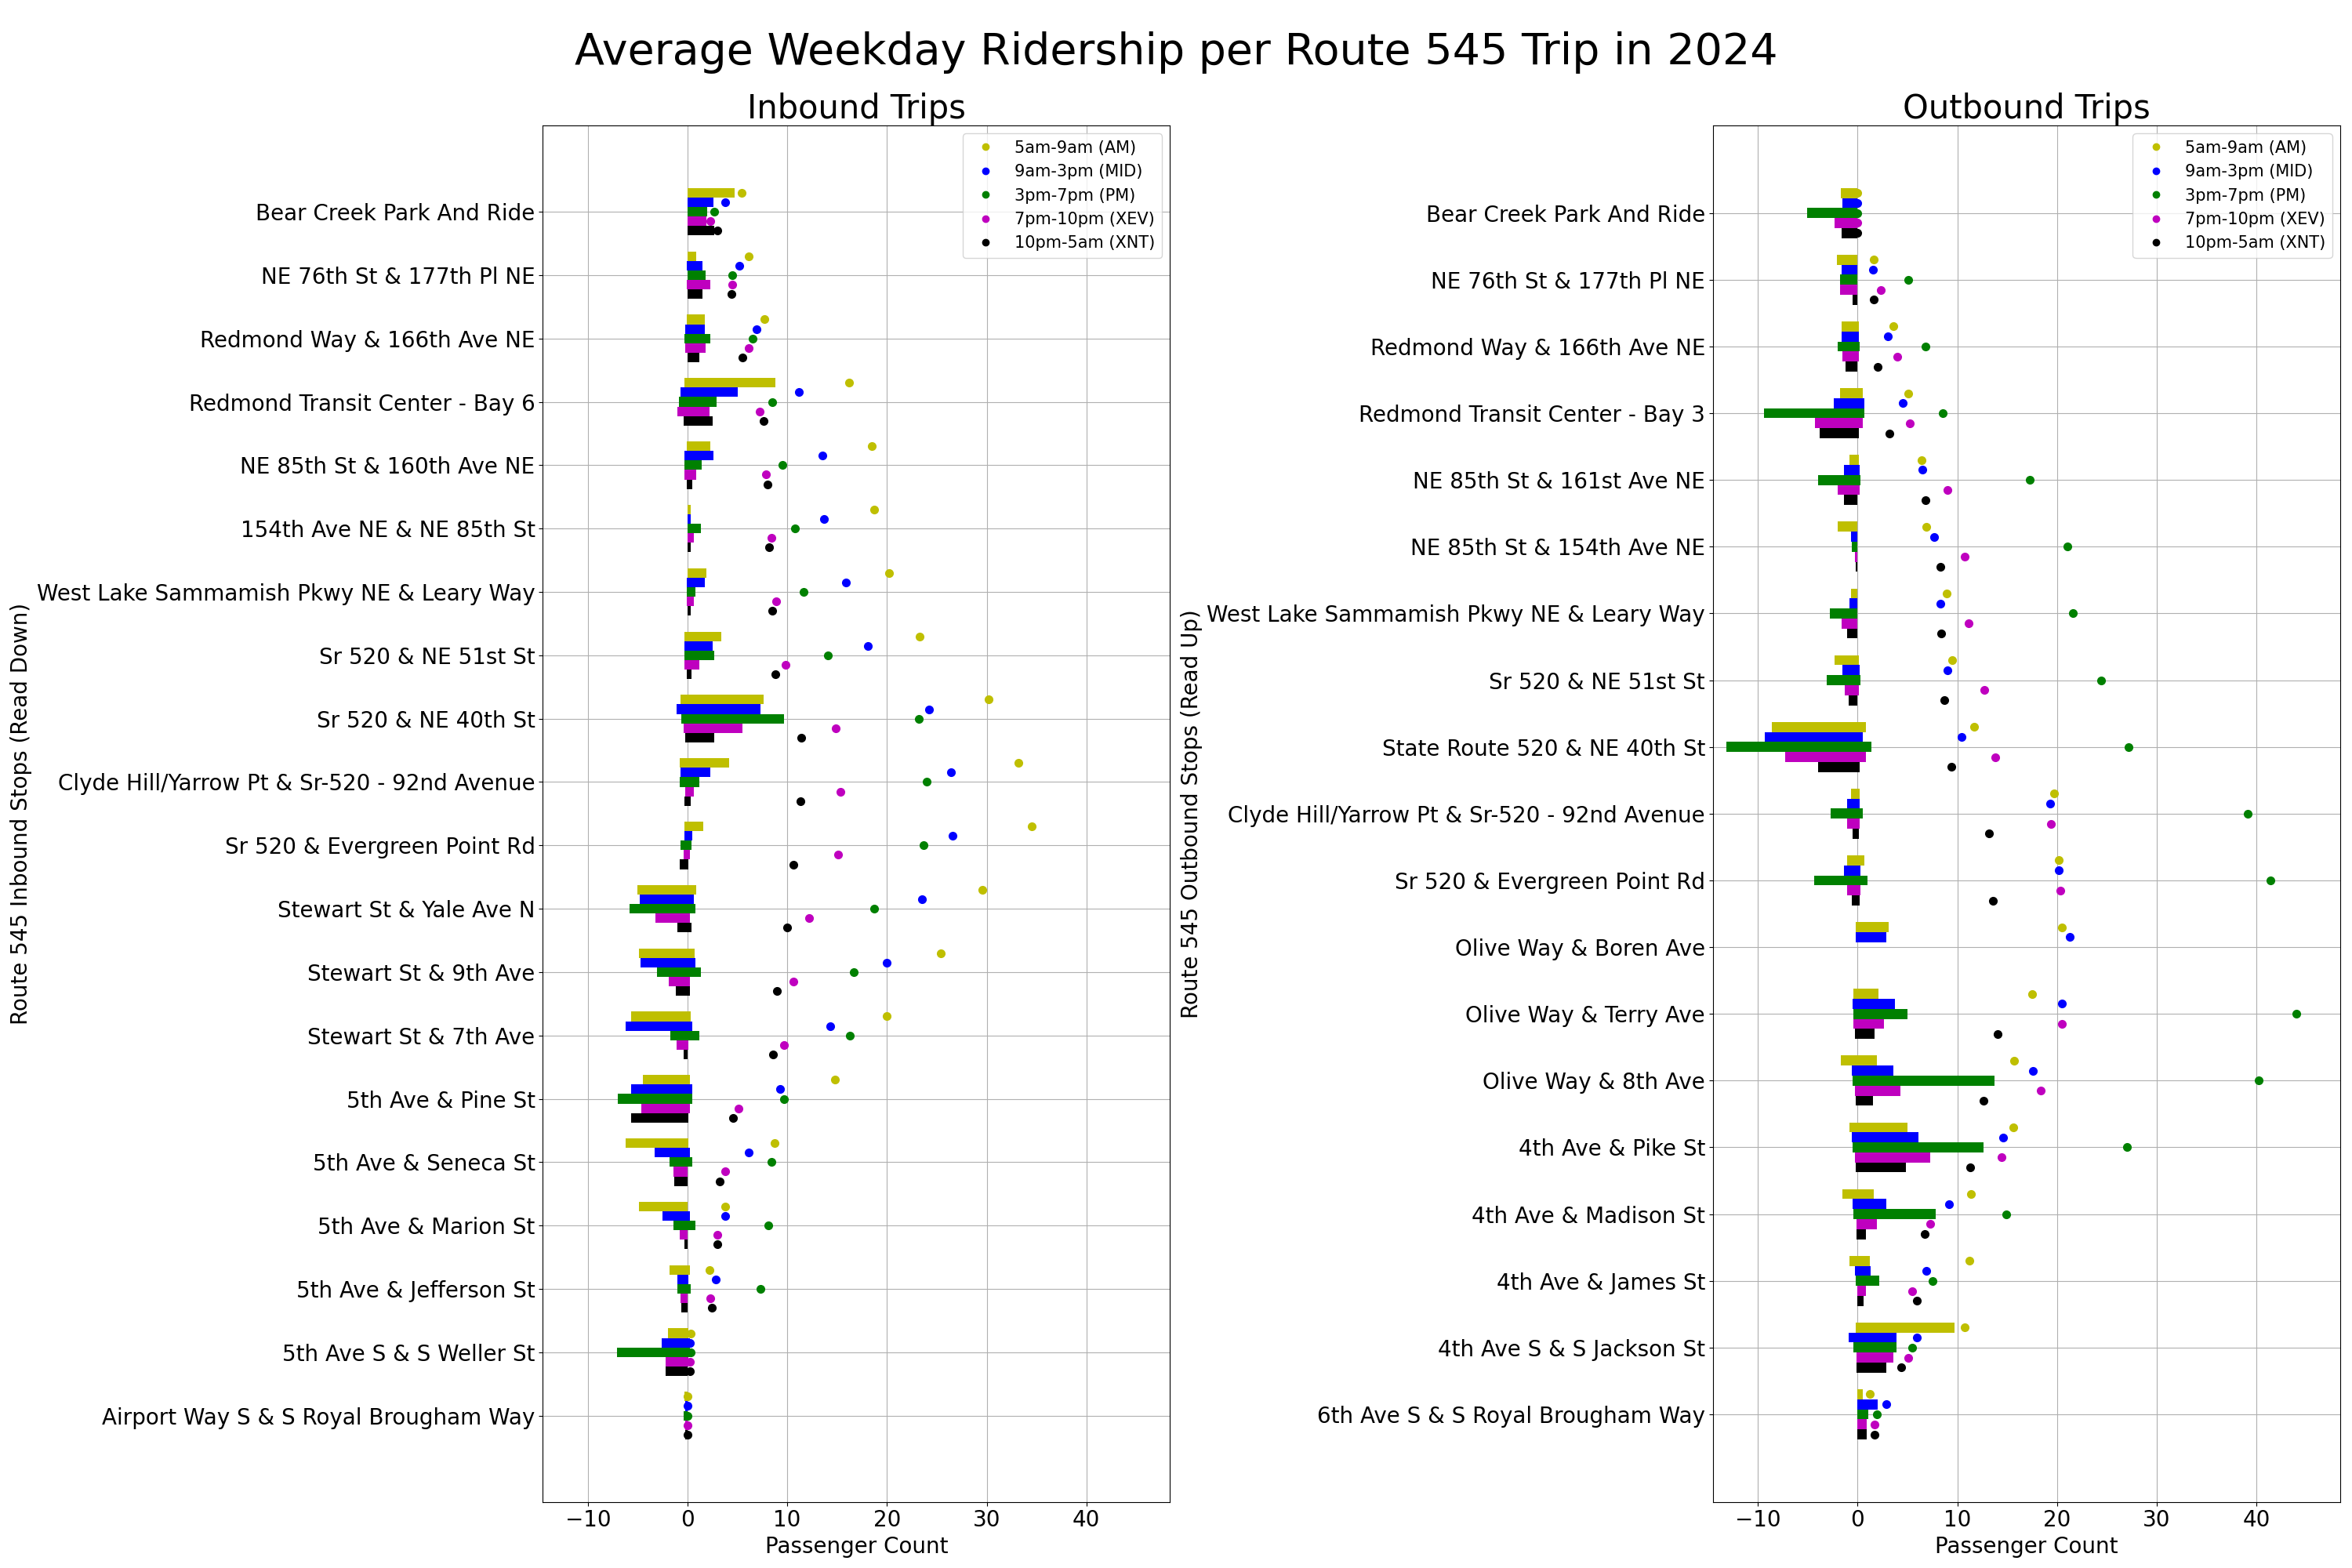 Average Weekday Ridership per Route 545 Trip in 2024
Inbound Trips
5am-9am (AM)
9am-3pm (MID)
3pm-7pm (PM)
7pm-10pm (XEV)
10pm-5am (XNT)
Route 545 Inbound Stops (Read Down)
Bear Creek Park And Ride
NE 76th St & 177th Pl NE
Redmond Way & 166th Ave NE
Redmond Transit Center - Bay 6
NE 85th St & 160th Ave NE
154th Ave NE & NE 85th St
West Lake Sammamish Pkwy NE & Leary Way
Sr 520 & NE 51st St
Sr 520 & NE 40th St
Clyde Hill/Yarrow Pt & Sr-520 - 92nd Avenue
Sr 520 & Evergreen Point Rd
Stewart St & Yale Ave N
Stewart St & 9th Ave
Stewart St & 7th Ave
5th Ave & Pine St
5th Ave & Seneca St
5th Ave & Marion St
5th Ave & Jefferson St
5th Ave S & S Weller St
Airport Way S & S Royal Brougham Way
−10 0 10 20 30 40
Passenger Count
Outbound Trips
5am-9am (AM)
9am-3pm (MID)
3pm-7pm (PM)
7pm-10pm (XEV)
10pm-5am (XNT)
Route 545 Outbound Stops (Read Up)
Bear Creek Park And Ride
NE 76th St & 177th Pl NE
Redmond Way & 166th Ave NE
Redmond Transit Center - Bay 3
NE 85th St & 161st Ave NE
NE 85th St & 154th Ave NE
West Lake Sammamish Pkwy NE & Leary Way
Sr 520 & NE 51st St
State Route 520 & NE 40th St
Clyde Hill/Yarrow Pt & Sr-520 - 92nd Avenue
Sr 520 & Evergreen Point Rd
Olive Way & Boren Ave
Olive Way & Terry Ave
Olive Way & 8th Ave
4th Ave & Pike St
4th Ave & Madison St
4th Ave & James St
4th Ave S & S Jackson St
6th Ave S & S Royal Brougham Way
−10 0 10 20 30 40
Passenger Count